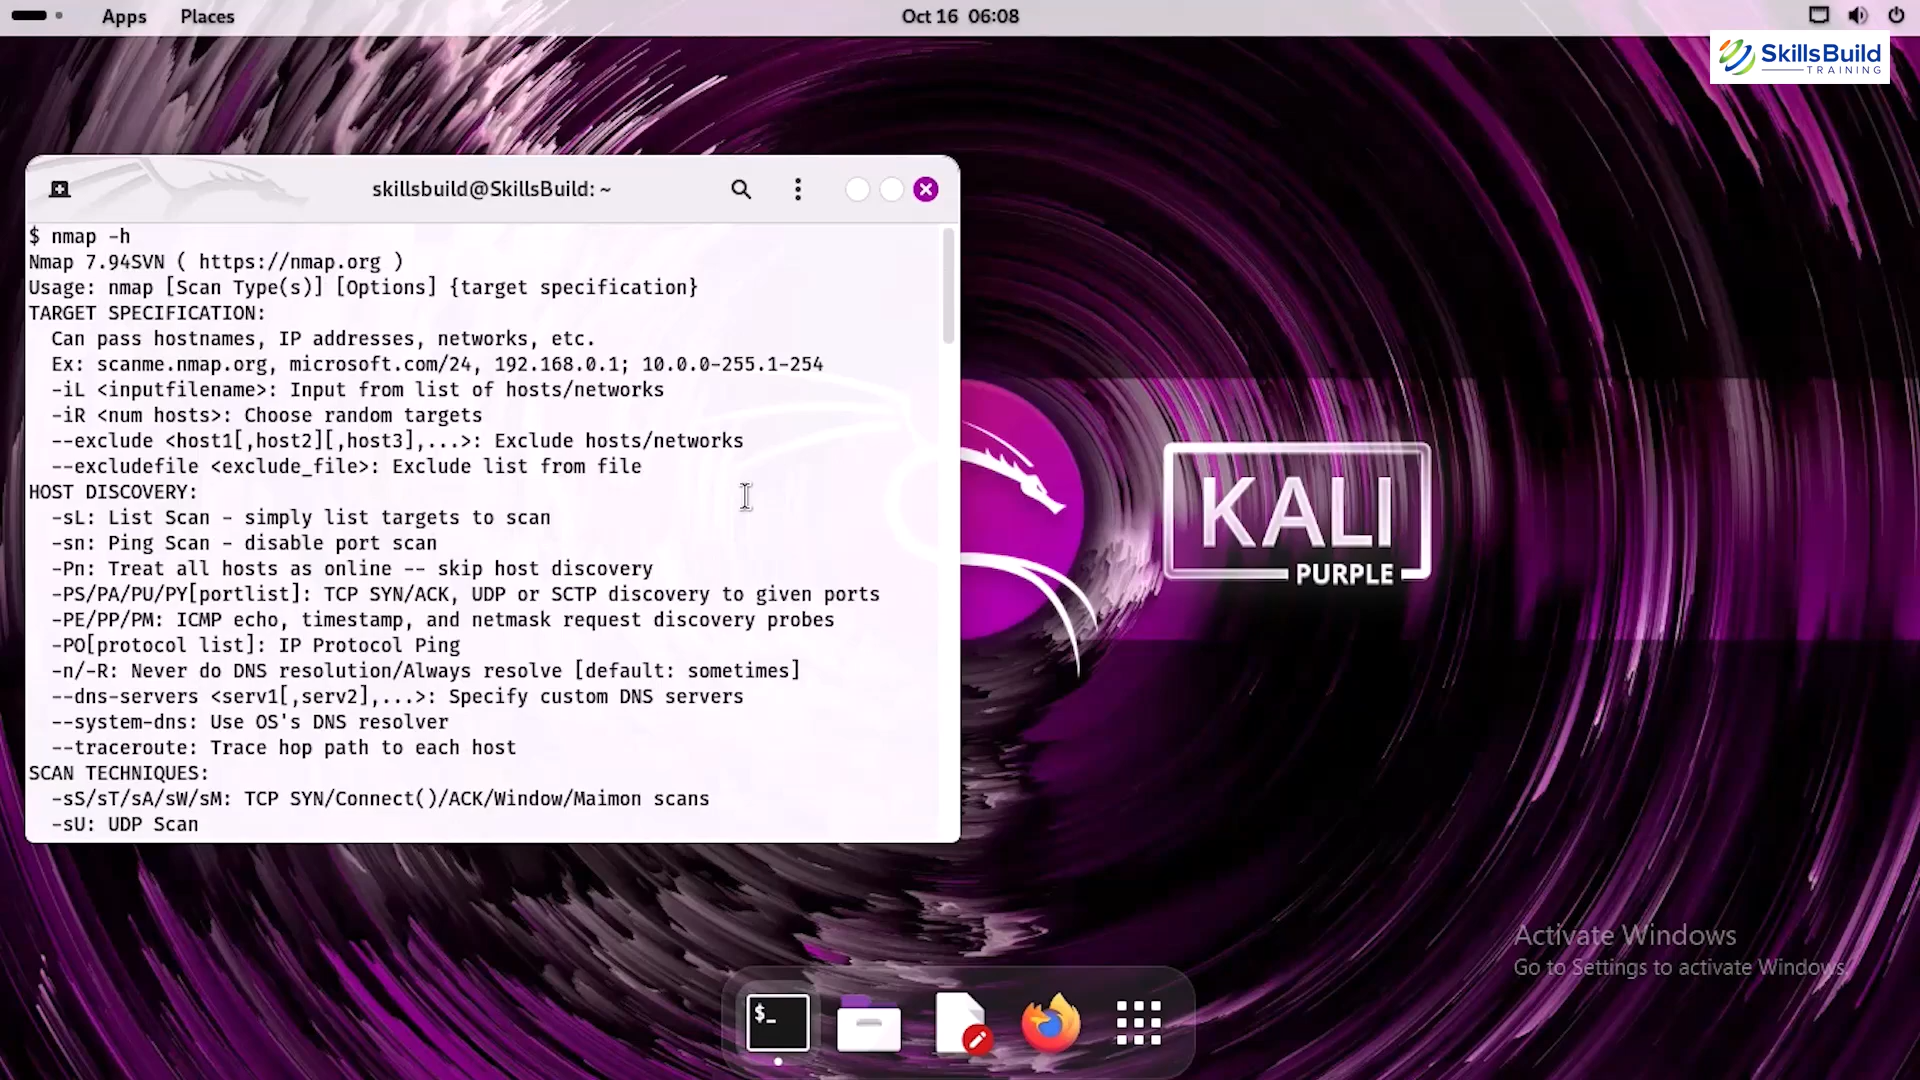 Apps Places Oct 16 06:08
SkillsBuild
TRAINING
skillsbuild@SkillsBuild: ~
$ nmap -h
Nmap 7.94SVN ( https://nmap.org )
Usage: nmap [Scan Type(s)] [Options] {target specification}
TARGET SPECIFICATION:
  Can pass hostnames, IP addresses, networks, etc.
  Ex: scanme.nmap.org, microsoft.com/24, 192.168.0.1; 10.0.0-255.1-254
  -iL <inputfilename>: Input from list of hosts/networks
  -iR <num hosts>: Choose random targets
  --exclude <host1[,host2][,host3],...>: Exclude hosts/networks
  --excludefile <exclude_file>: Exclude list from file
HOST DISCOVERY:
  -sL: List Scan - simply list targets to scan
  -sn: Ping Scan - disable port scan
  -Pn: Treat all hosts as online -- skip host discovery
  -PS/PA/PU/PY[portlist]: TCP SYN/ACK, UDP or SCTP discovery to given ports
  -PE/PP/PM: ICMP echo, timestamp, and netmask request discovery probes
  -PO[protocol list]: IP Protocol Ping
  -n/-R: Never do DNS resolution/Always resolve [default: sometimes]
  --dns-servers <serv1[,serv2],...>: Specify custom DNS servers
  --system-dns: Use OS's DNS resolver
  --traceroute: Trace hop path to each host
SCAN TECHNIQUES:
  -sS/sT/sA/sW/sM: TCP SYN/Connect()/ACK/Window/Maimon scans
  -sU: UDP Scan
KALI
PURPLE
Activate Windows
Go to Settings to activate Windows.
$_